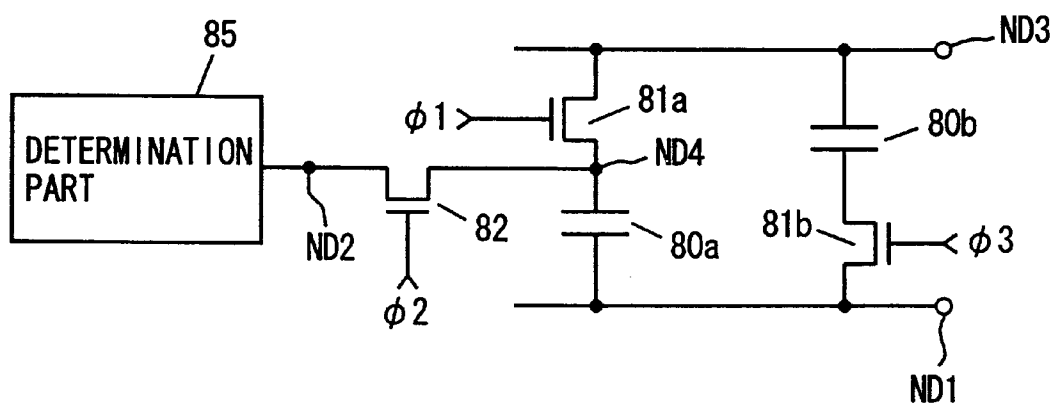 85
ND3
φ1
81a
80b
DETERMINATION
PART
ND4
ND2
82
80a
81b
φ3
φ2
ND1